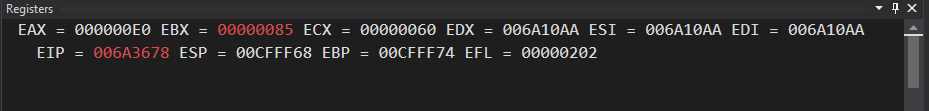 Registers
EAX = 000000E0 EBX = 00000085 ECX = 00000060 EDX = 006A10AA ESI = 006A10AA EDI = 006A10AA
EIP = 006A3678 ESP = 00CFFF68 EBP = 00CFFF74 EFL = 00000202